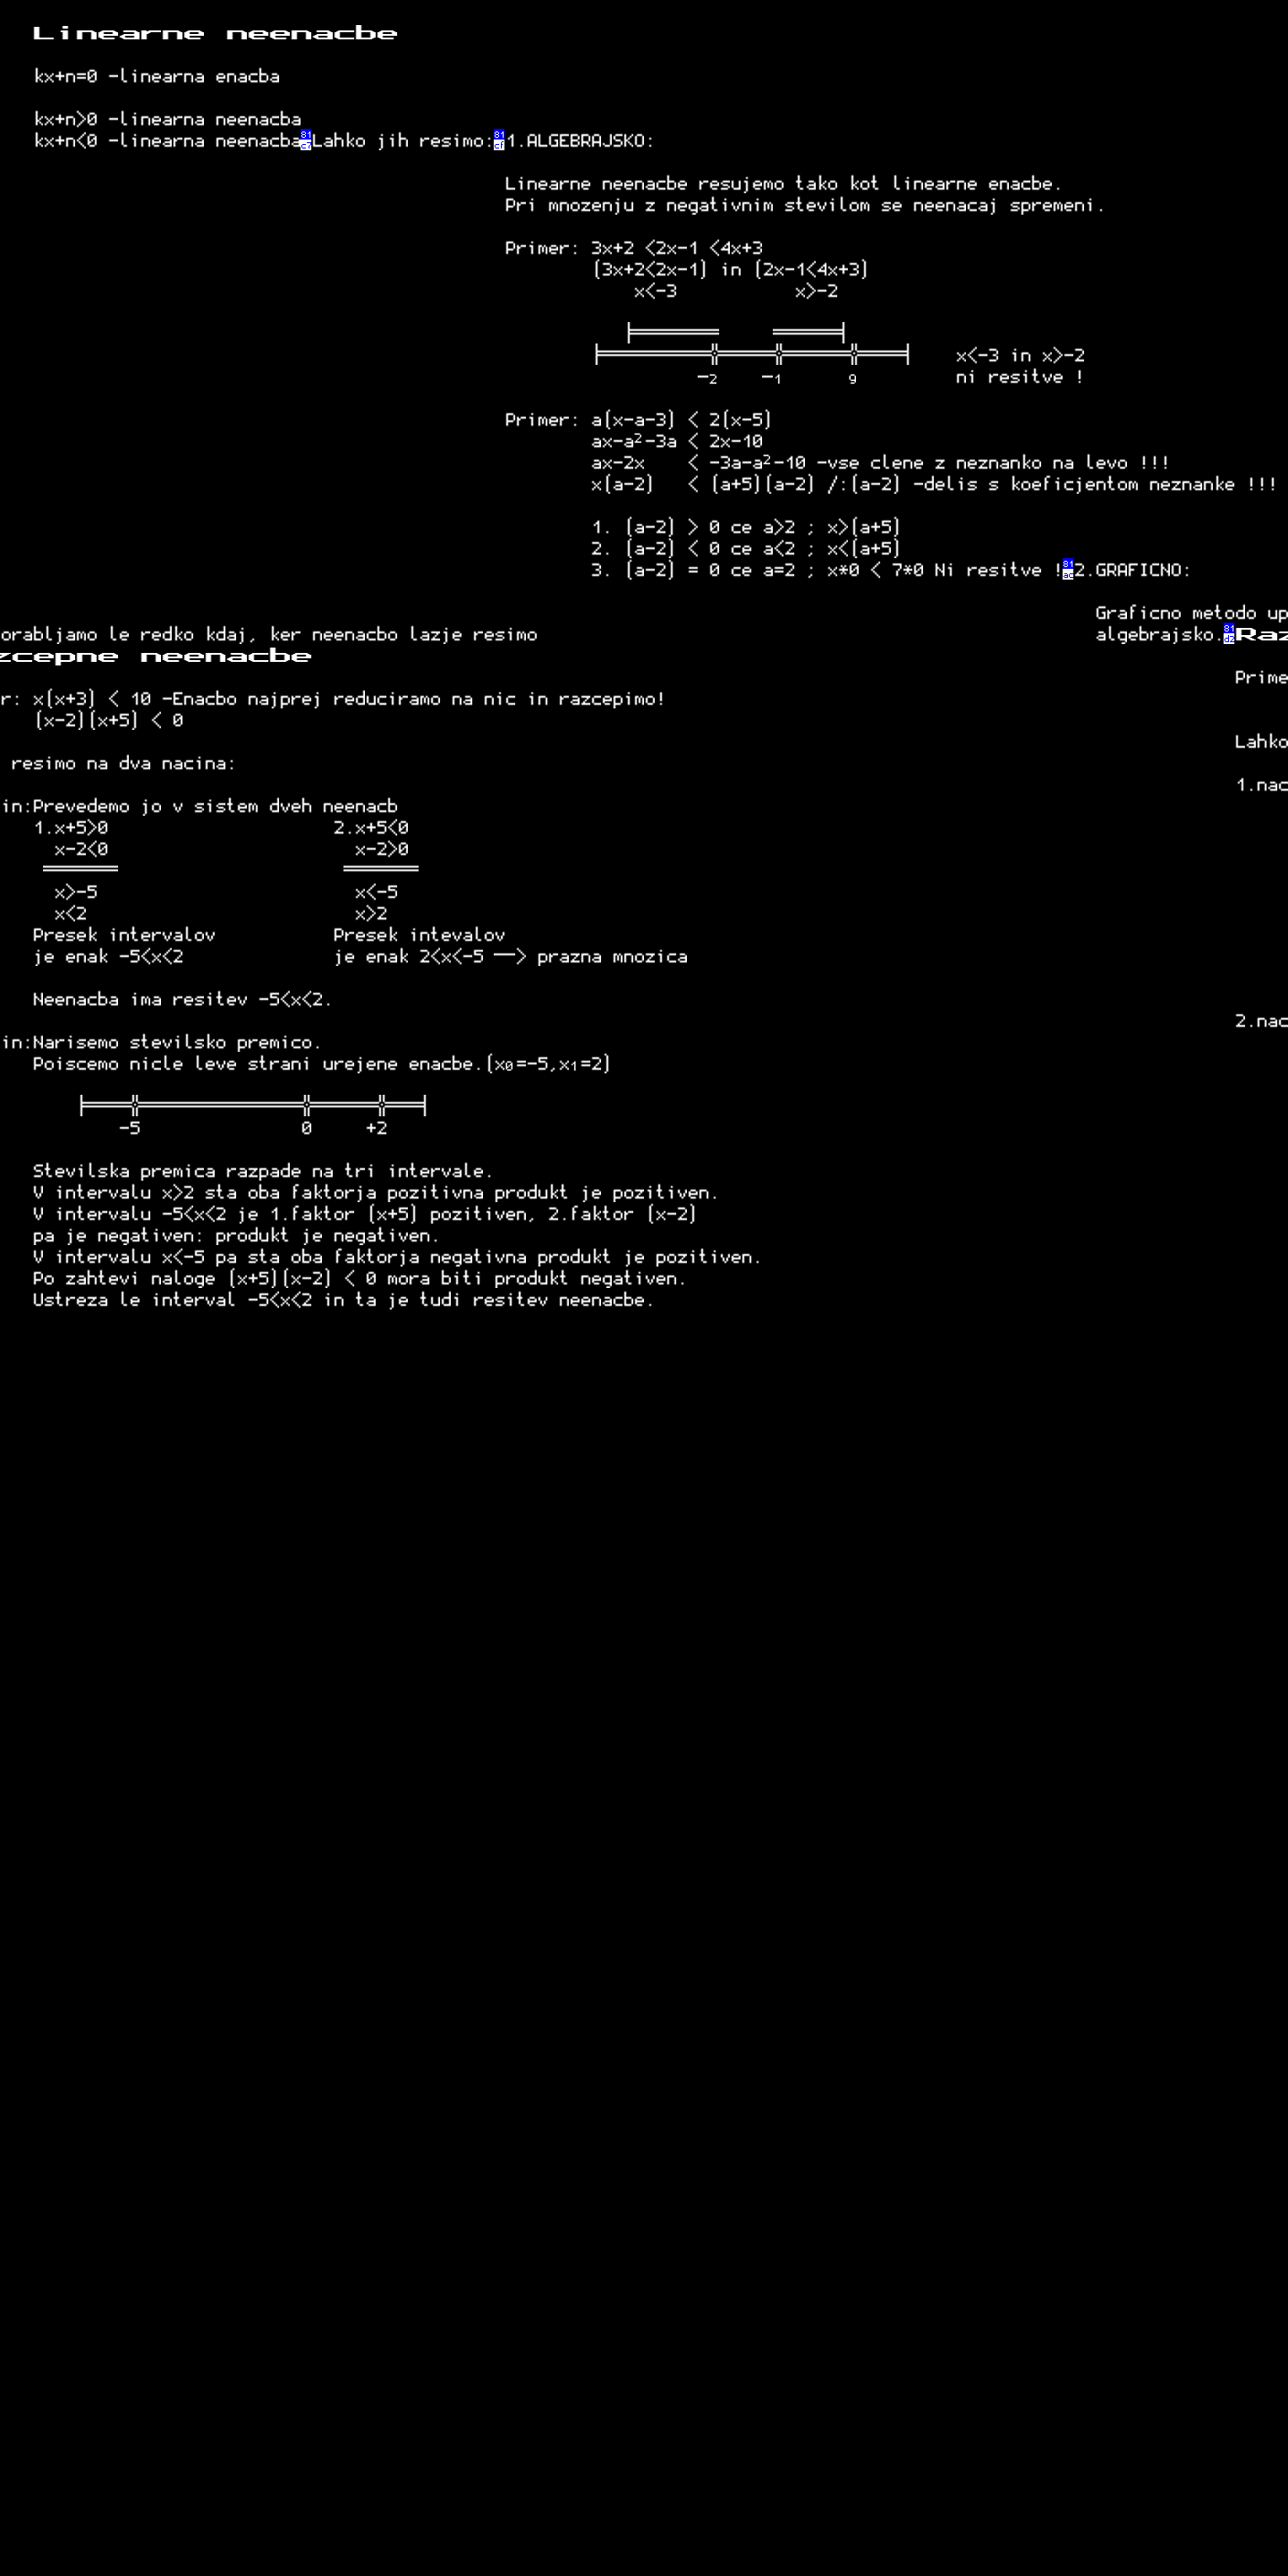 Linearne neenacbe
kx+n=0 -linearna enacba
kx+n>0 -linearna neenacba
kx+n<0 -linearna neenacba Lahko jih resimo: 1.ALGEBRAJSKO:
Linearne neenacbe resujemo tako kot linearne enacbe.
Pri mnozenju z negativnim stevilom se neenacaj spremeni.
Primer: 3x+2 <2x-1 <4x+3
(3x+2<2x-1) in (2x-1<4x+3)
x<-3 x>-2
x<-3 in x>-2
-2 -1 9 ni resitve !
Primer: a(x-a-3) < 2(x-5)
ax-a²-3a < 2x-10
ax-2x < -3a-a²-10 -vse clene z neznanko na levo !!!
x(a-2) < (a+5)(a-2) /:(a-2) -delis s koeficjentom neznanke !!!
1. (a-2) > 0 ce a>2 ; x>(a+5)
2. (a-2) < 0 ce a<2 ; x<(a+5)
3. (a-2) = 0 ce a=2 ; x*0 < 7*0 Ni resitve ! 2.GRAFICNO:
Graficno metodo up
orabljamo le redko kdaj, ker neenacbo lazje resimo algebrajsko. Raz
zcepne neenacbe
Prime
r: x(x+3) < 10 -Enacbo najprej reduciramo na nic in razcepimo!
(x-2)(x+5) < 0
Lahko
resimo na dva nacina:
1.nac
in:Prevedemo jo v sistem dveh neenacb
1.x+5>0 2.x+5<0
x-2<0 x-2>0
x>-5 x<-5
x<2 x>2
Presek intervalov Presek intevalov
je enak -5<x<2 je enak 2<x<-5 ──> prazna mnozica
Neenacba ima resitev -5<x<2.
2.nac
in:Narisemo stevilsko premico.
Poiscemo nicle leve strani urejene enacbe.(x₀=-5,x₁=2)
-5 0 +2
Stevilska premica razpade na tri intervale.
V intervalu x>2 sta oba faktorja pozitivna produkt je pozitiven.
V intervalu -5<x<2 je 1.faktor (x+5) pozitiven, 2.faktor (x-2)
pa je negativen: produkt je negativen.
V intervalu x<-5 pa sta oba faktorja negativna produkt je pozitiven.
Po zahtevi naloge (x+5)(x-2) < 0 mora biti produkt negativen.
Ustreza le interval -5<x<2 in ta je tudi resitev neenacbe.